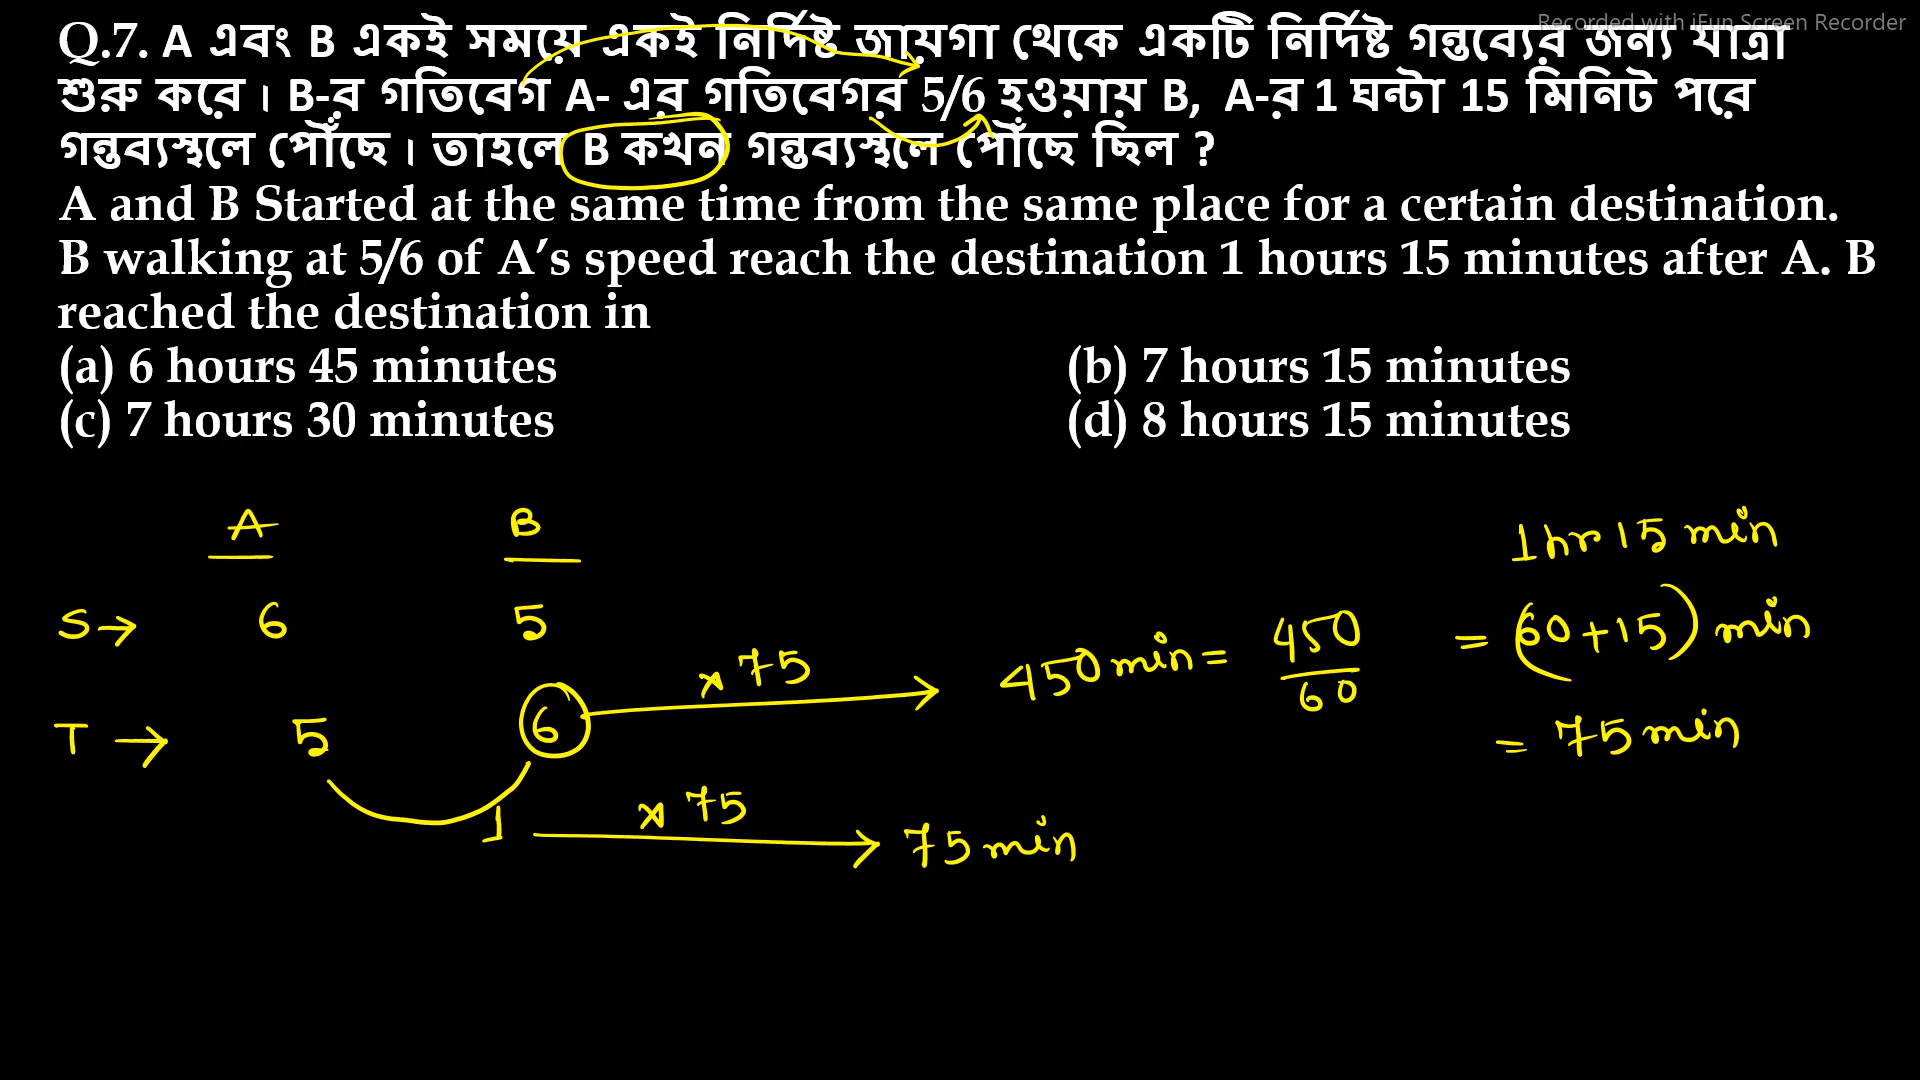 Recorded with iFun Screen Recorder
Q.7. A এবং B একই সময়ে একই নির্দিষ্ট জায়গা থেকে একটি নির্দিষ্ট গন্তব্যের জন্য যাত্রা
শুরু করে। B-র গতিবেগ A- এর গতিবেগর 5/6 হওয়ায় B, A-র 1 ঘন্টা 15 মিনিট পরে
গন্তব্যস্থলে পৌঁছে। তাহলে B কখন গন্তব্যস্থলে পৌঁছে ছিল ?
A and B Started at the same time from the same place for a certain destination.
B walking at 5/6 of A’s speed reach the destination 1 hours 15 minutes after A. B
reached the destination in
(a) 6 hours 45 minutes (b) 7 hours 15 minutes
(c) 7 hours 30 minutes (d) 8 hours 15 minutes
A B 1 hr 15 min
S→ 6 5 = (60+15) min
T → 5 6 ×75 450 min = 450/60 = 75 min
1 ×75 75 min